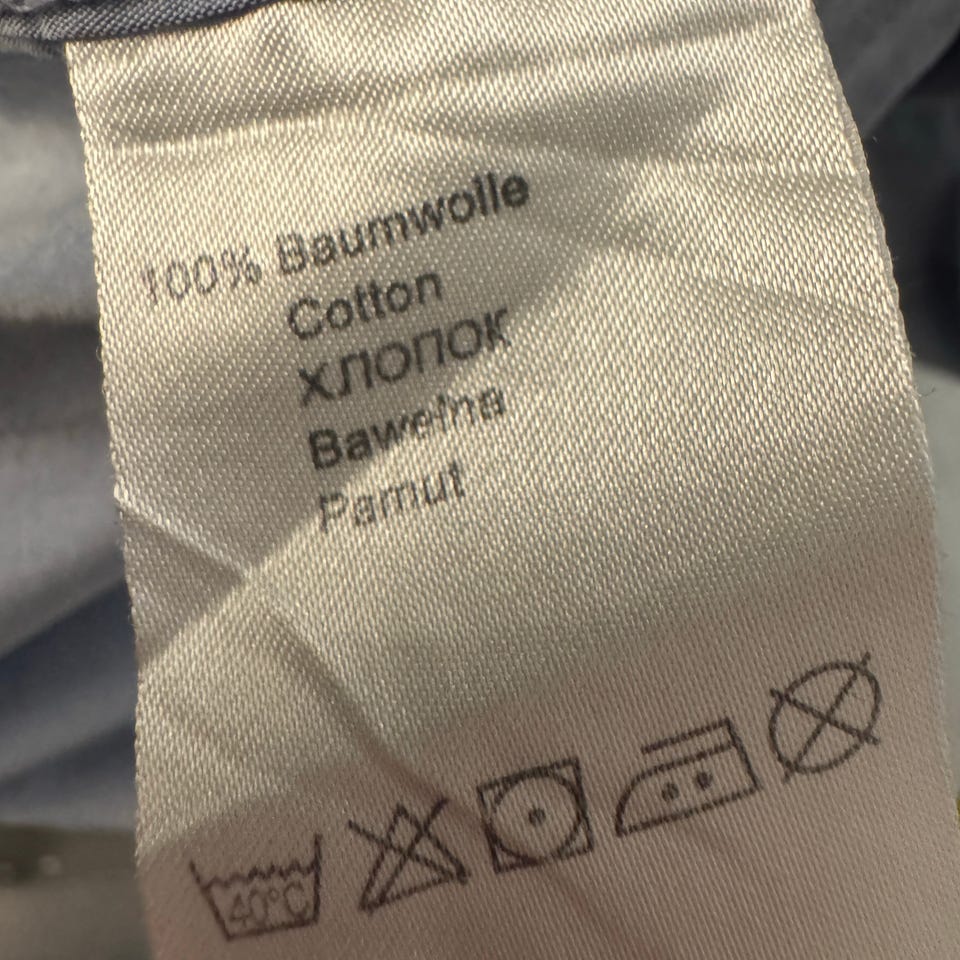 100% Baumwolle
Cotton
хлопок
Bawełna
Pamut
40°C